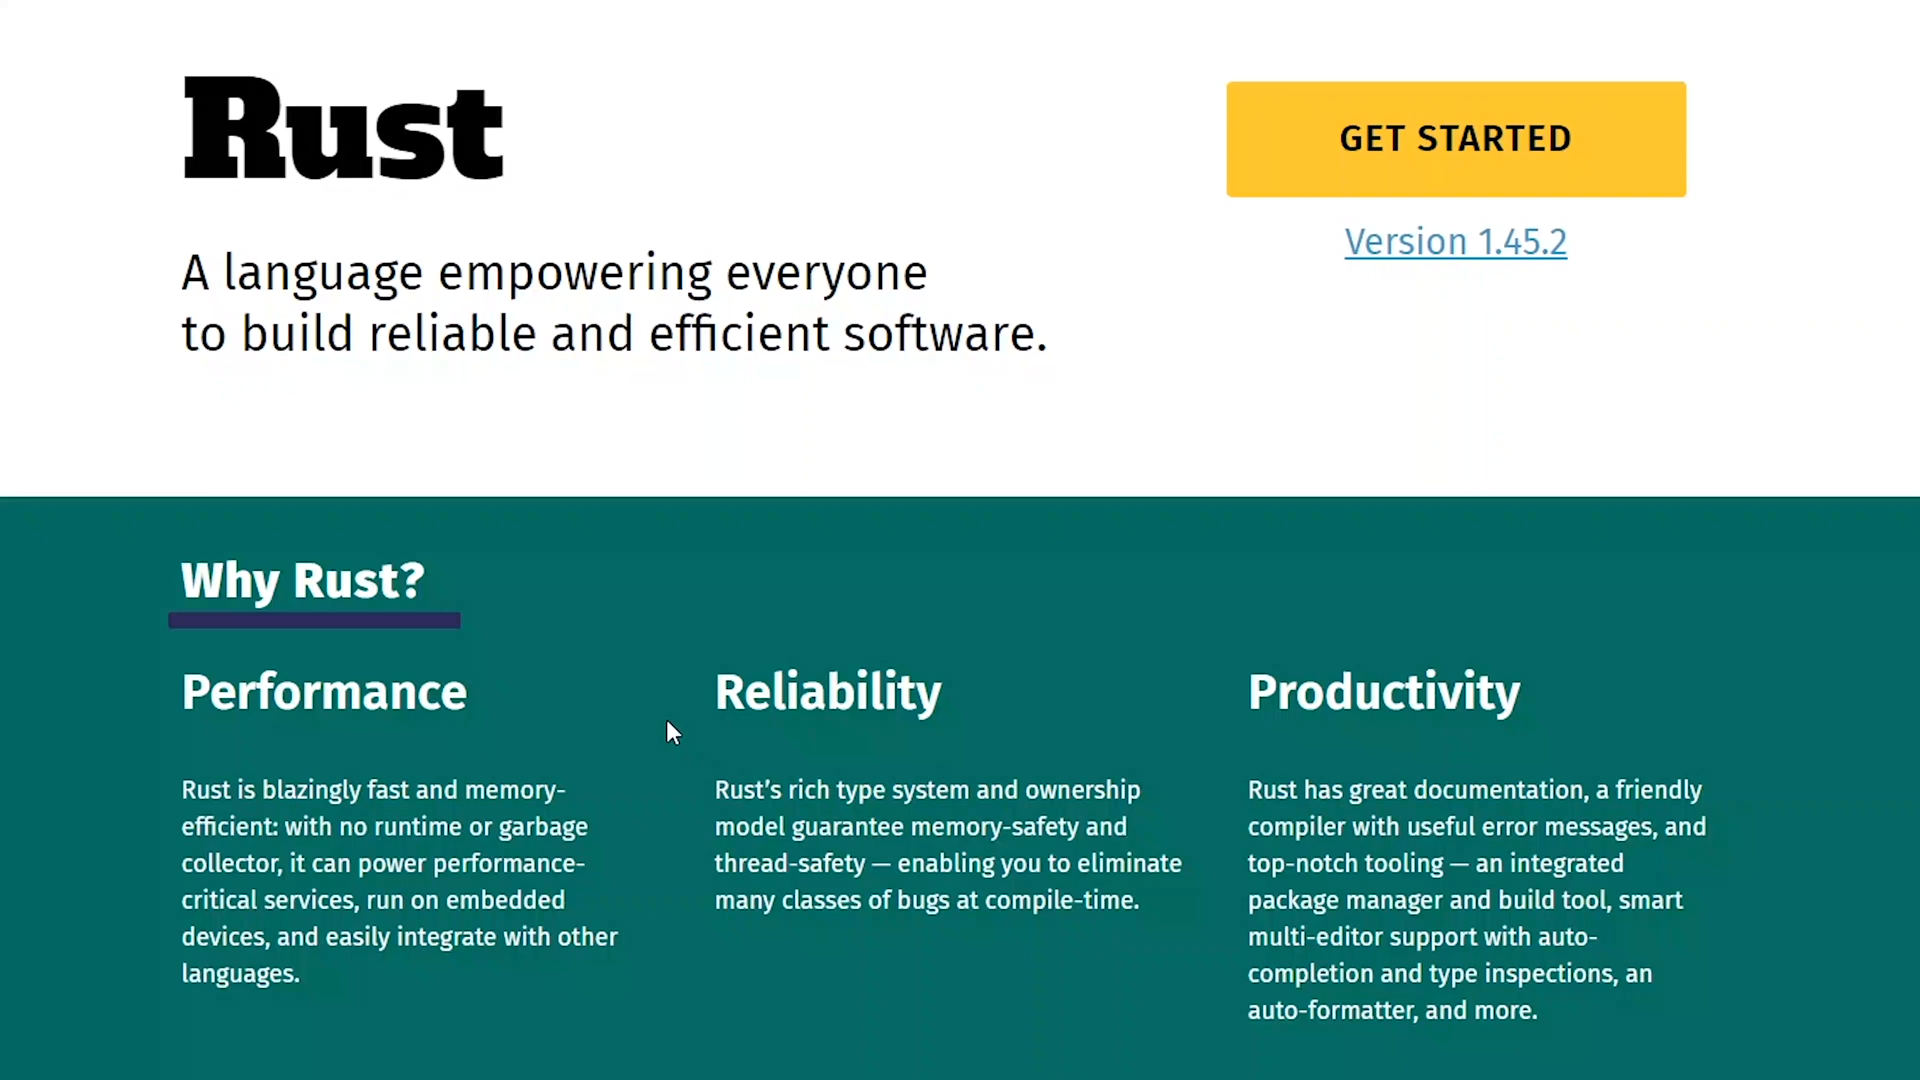 Rust
GET STARTED
Version 1.45.2
A language empowering everyone
to build reliable and efficient software.
Why Rust?
Performance
Rust is blazingly fast and memory-
efficient: with no runtime or garbage
collector, it can power performance-
critical services, run on embedded
devices, and easily integrate with other
languages.
Reliability
Rust’s rich type system and ownership
model guarantee memory-safety and
thread-safety — enabling you to eliminate
many classes of bugs at compile-time.
Productivity
Rust has great documentation, a friendly
compiler with useful error messages, and
top-notch tooling — an integrated
package manager and build tool, smart
multi-editor support with auto-
completion and type inspections, an
auto-formatter, and more.